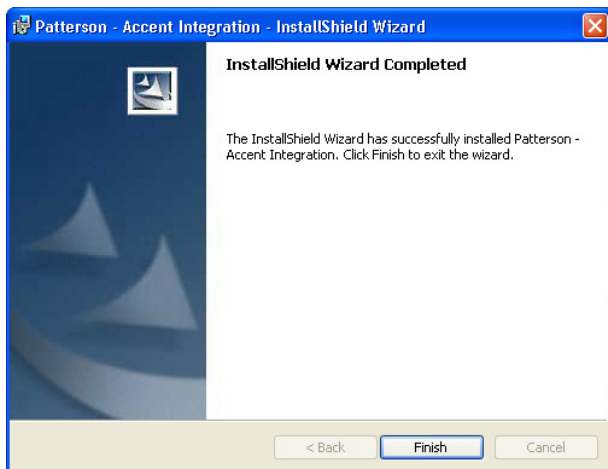 Patterson - Accent Integration - InstallShield Wizard
InstallShield Wizard Completed
The InstallShield Wizard has successfully installed Patterson -
Accent Integration. Click Finish to exit the wizard.
< Back
Finish
Cancel